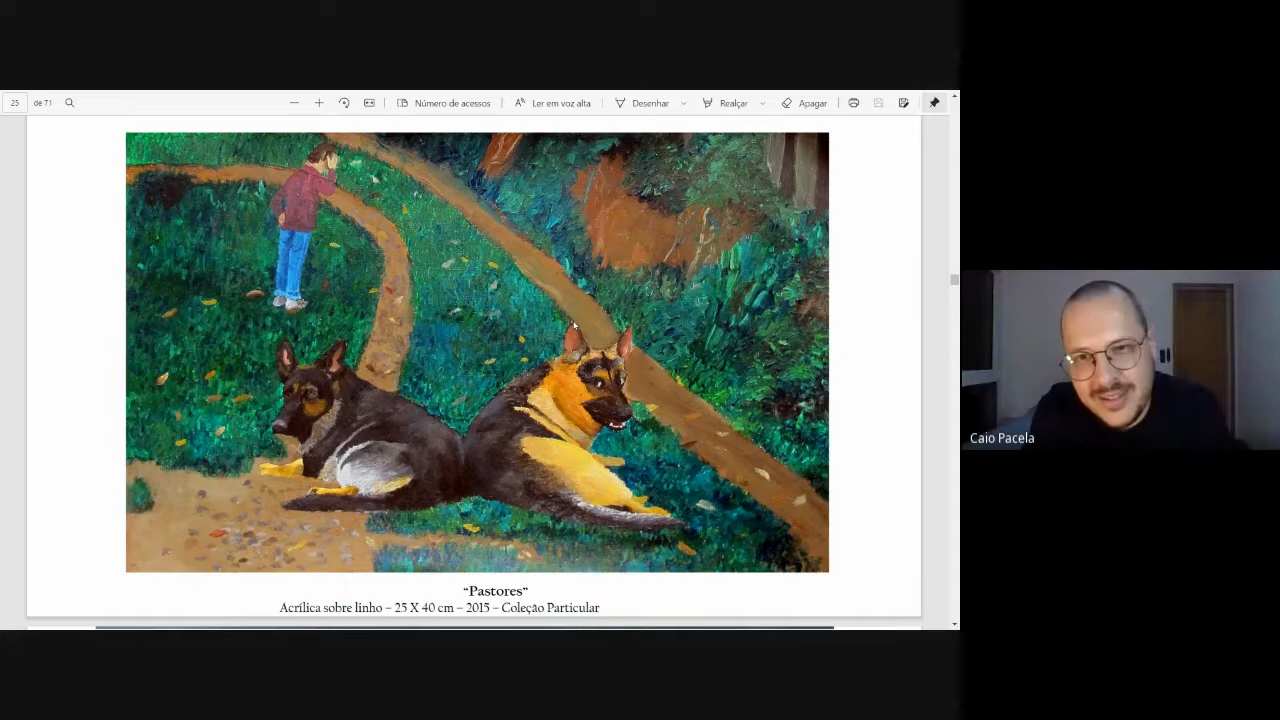 25 de 71 Número de acessos Ler em voz alta Desenhar Realçar Apagar
Caio Pacela
“Pastores”
Acrílica sobre linho – 25 X 40 cm – 2015 – Coleção Particular